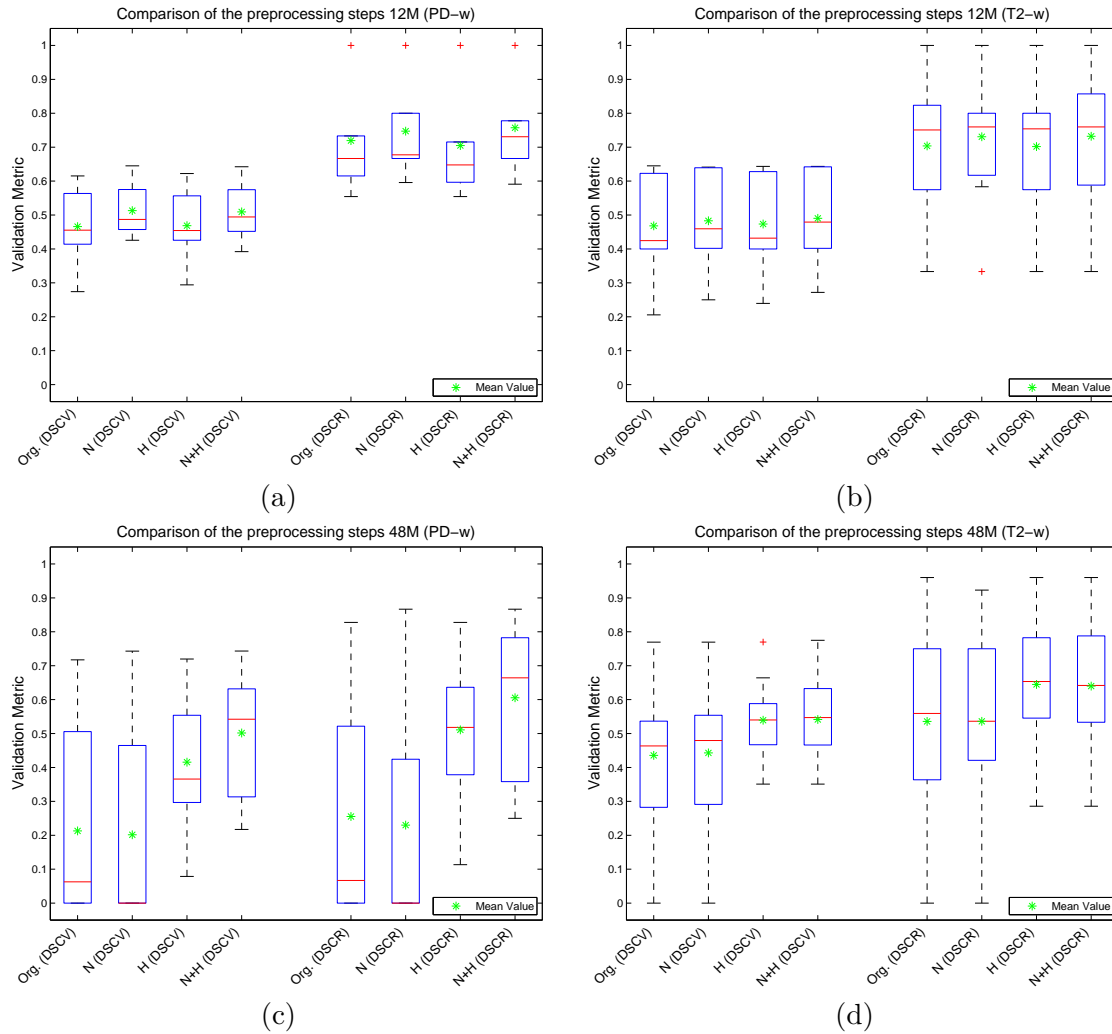 Comparison of the preprocessing steps 12M (PD−w)
Validation Metric
1
0.9
0.8
0.7
0.6
0.5
0.4
0.3
0.2
0.1
0
Mean Value
Org. (DSCV)
N (DSCV)
H (DSCV)
N+H (DSCV)
Org. (DSCR)
N (DSCR)
H (DSCR)
N+H (DSCR)
(a)
Comparison of the preprocessing steps 12M (T2−w)
Validation Metric
1
0.9
0.8
0.7
0.6
0.5
0.4
0.3
0.2
0.1
0
Mean Value
Org. (DSCV)
N (DSCV)
H (DSCV)
N+H (DSCV)
Org. (DSCR)
N (DSCR)
H (DSCR)
N+H (DSCR)
(b)
Comparison of the preprocessing steps 48M (PD−w)
Validation Metric
1
0.9
0.8
0.7
0.6
0.5
0.4
0.3
0.2
0.1
0
Mean Value
Org. (DSCV)
N (DSCV)
H (DSCV)
N+H (DSCV)
Org. (DSCR)
N (DSCR)
H (DSCR)
N+H (DSCR)
(c)
Comparison of the preprocessing steps 48M (T2−w)
Validation Metric
1
0.9
0.8
0.7
0.6
0.5
0.4
0.3
0.2
0.1
0
Mean Value
Org. (DSCV)
N (DSCV)
H (DSCV)
N+H (DSCV)
Org. (DSCR)
N (DSCR)
H (DSCR)
N+H (DSCR)
(d)